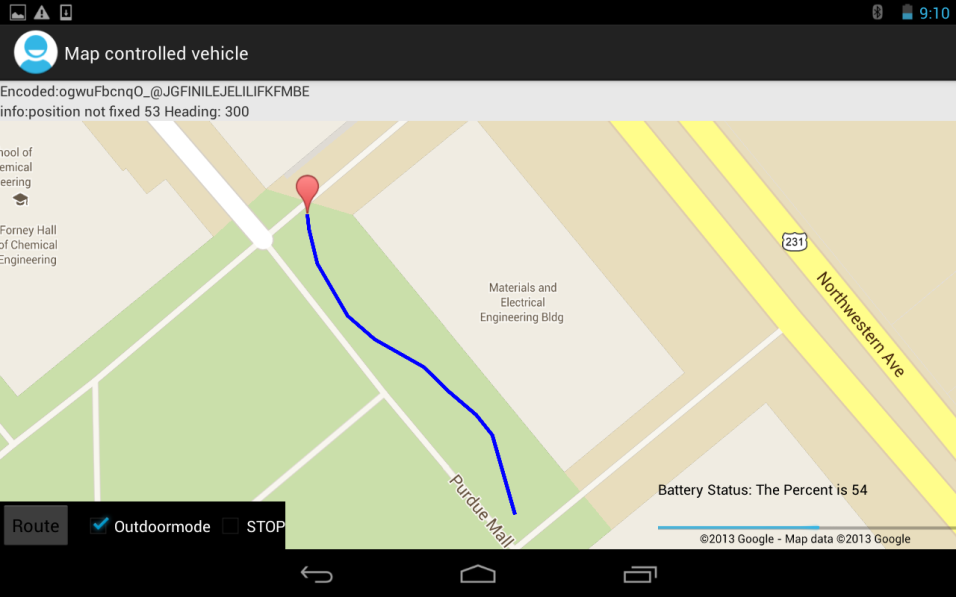 9:10
Map controlled vehicle
Encoded:ogwuFbcnqO_@JGFINILEJELILIFKFMBE
info:position not fixed 53 Heading: 300
hool of
emical
eering
Forney Hall
of Chemical
Engineering
231
Materials and
Electrical
Engineering Bldg
Northwestern Ave
Purdue Mall
Battery Status: The Percent is 54
Route
Outdoormode
STOP
©2013 Google - Map data ©2013 Google